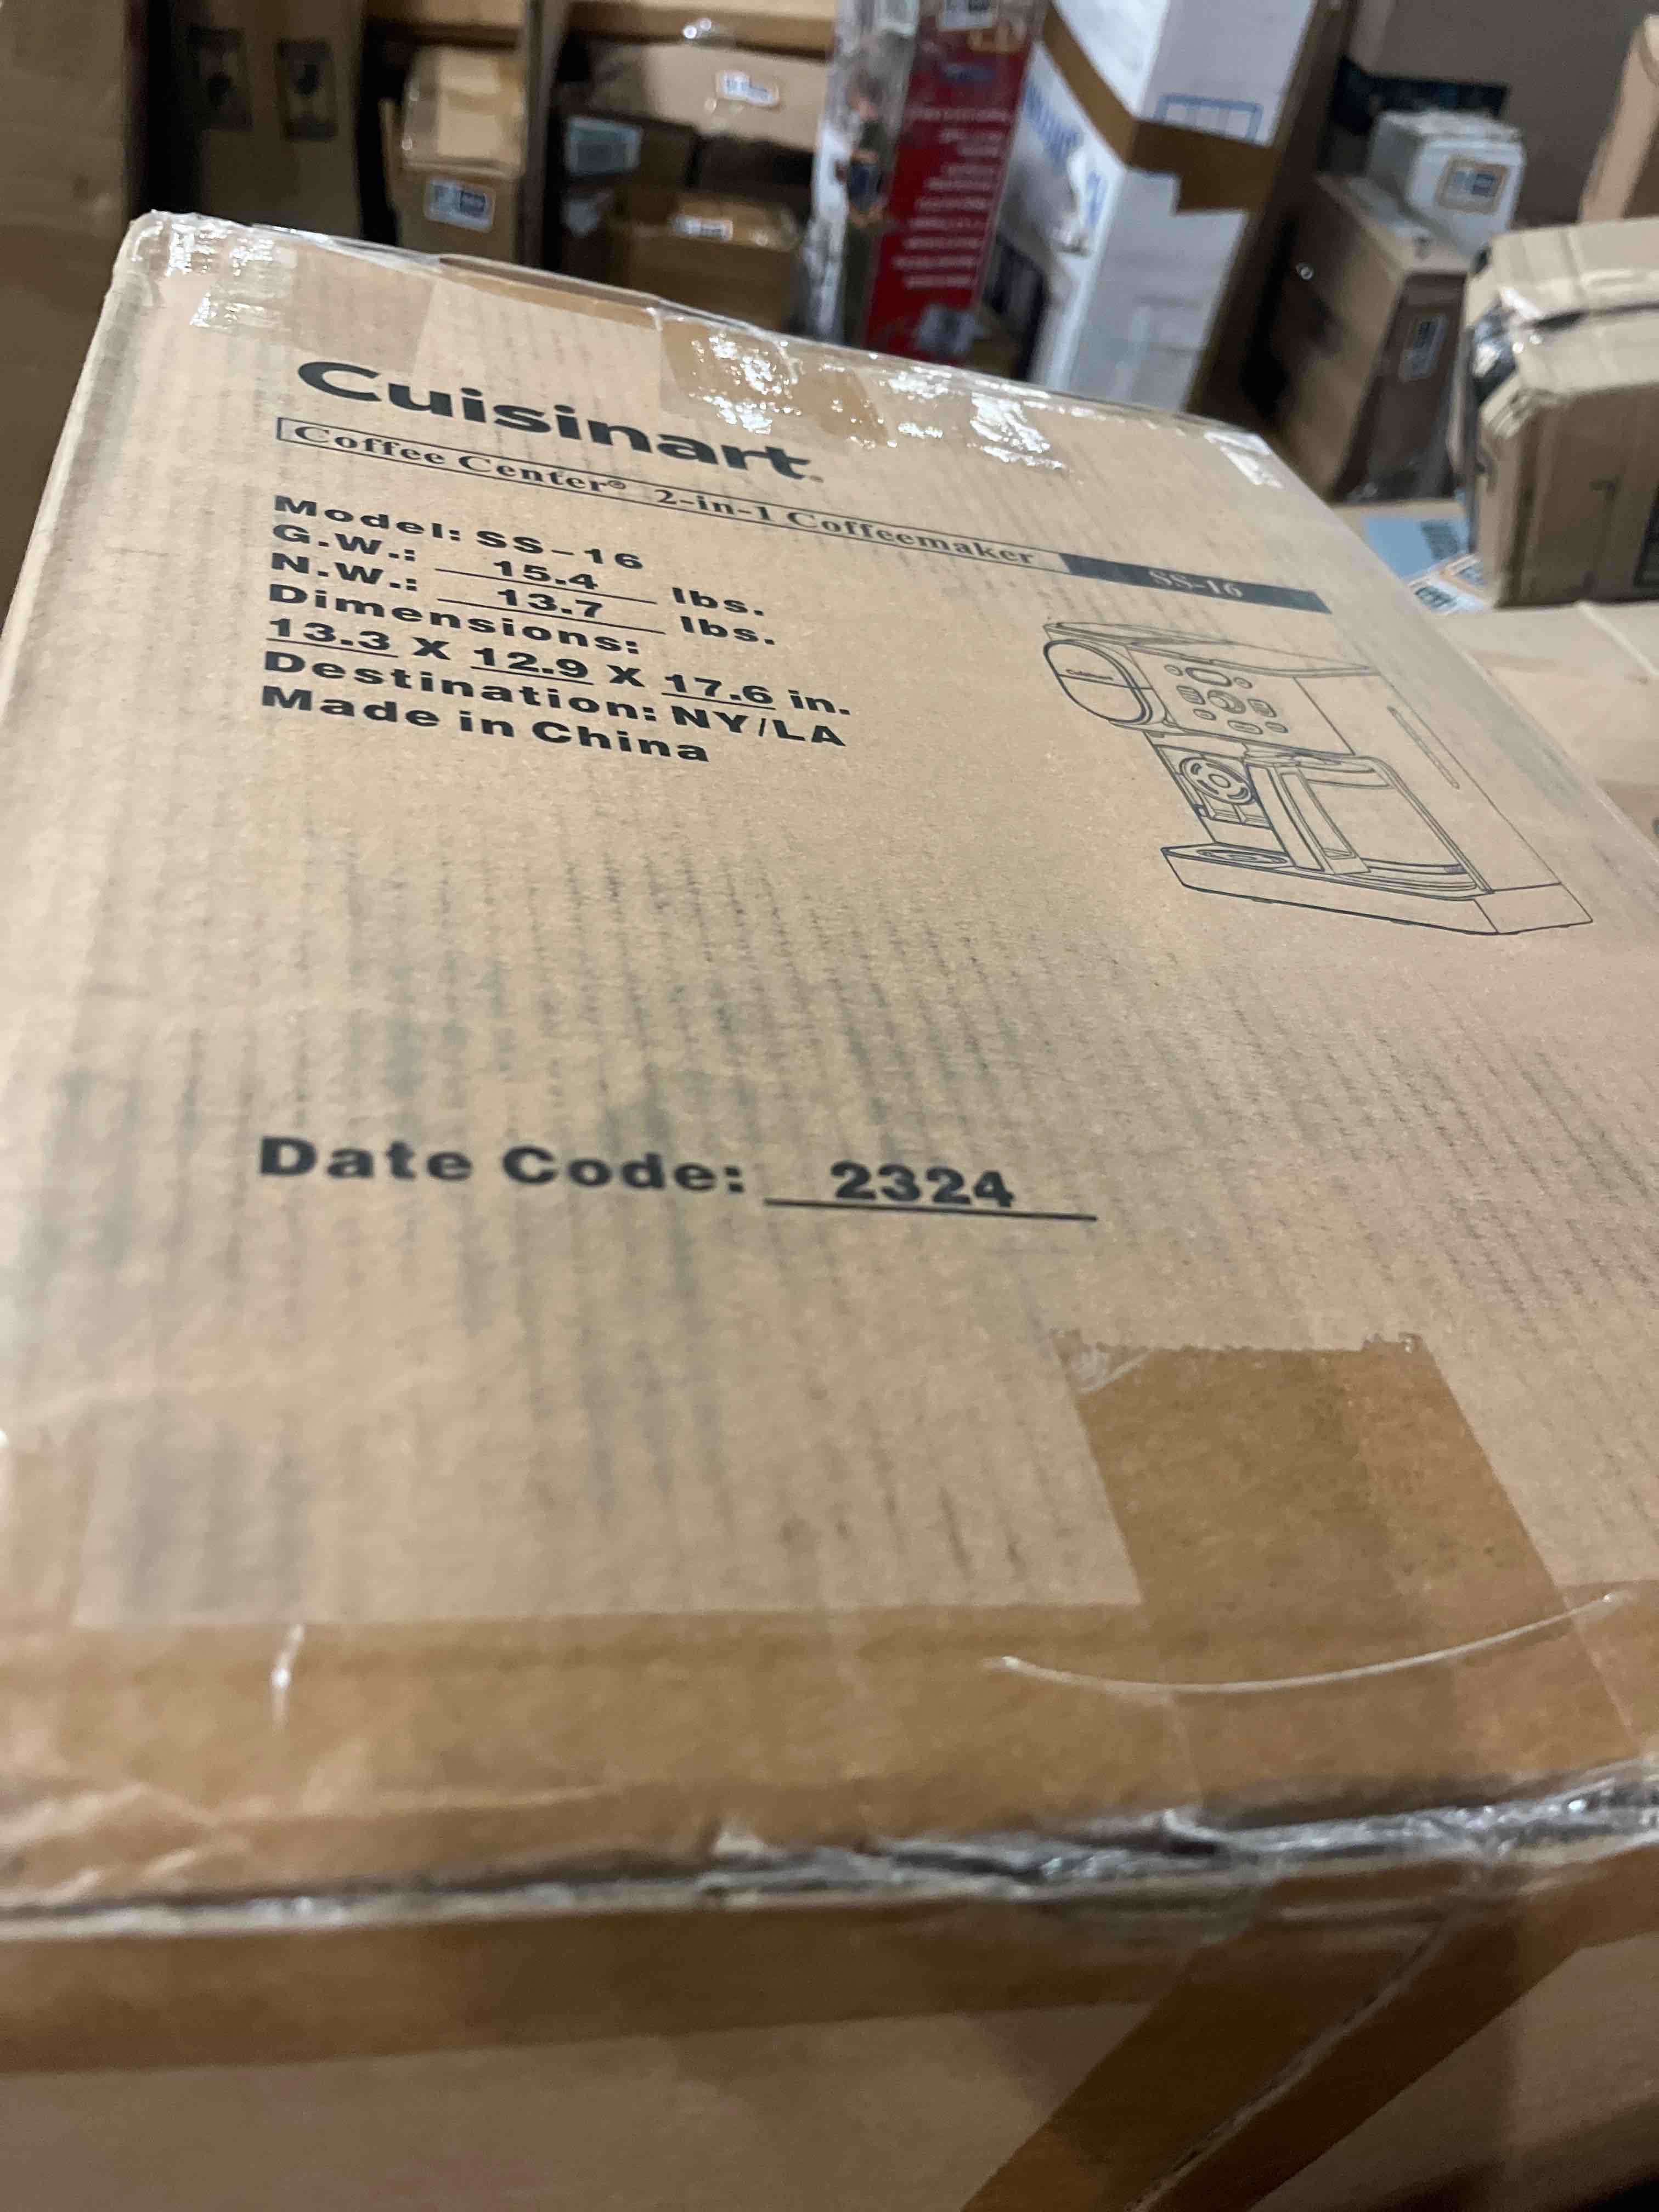 Cuisinart
Coffee Center® 2-in-1 Coffeemaker SS-16
Model: SS-16
G.W.: 15.4 lbs.
N.W.: 13.7 lbs.
Dimensions:
13.3 X 12.9 X 17.6 in.
Destination: NY/LA
Made in China
Date Code: 2324